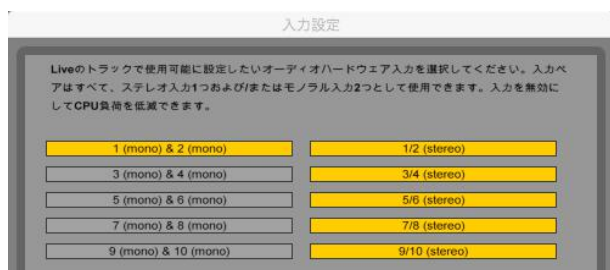 入力設定
Liveのトラックで使用可能に設定したいオーディオハードウェア入力を選択してください。入力ペ
アはすべて、ステレオ入力1つおよび/またはモノラル入力2つとして使用できます。入力を無効に
してCPU負荷を低減できます。
1 (mono) & 2 (mono) 1/2 (stereo)
3 (mono) & 4 (mono) 3/4 (stereo)
5 (mono) & 6 (mono) 5/6 (stereo)
7 (mono) & 8 (mono) 7/8 (stereo)
9 (mono) & 10 (mono) 9/10 (stereo)